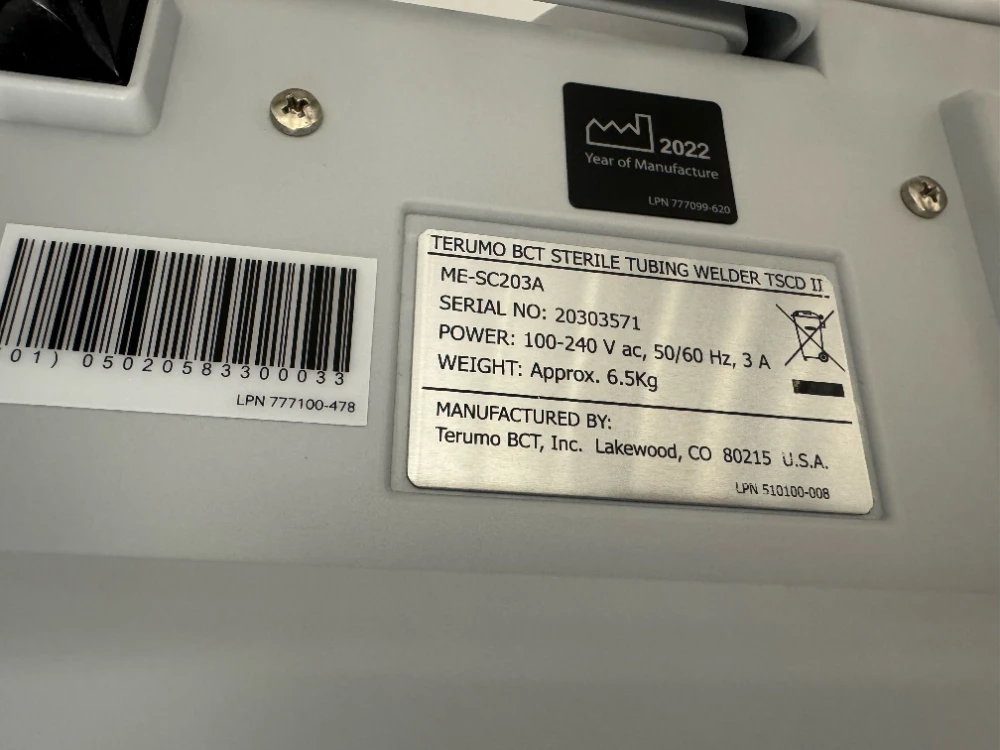 2022
Year of Manufacture
LPN 777099-620
TERUMO BCT STERILE TUBING WELDER TSCD II
ME-SC203A
SERIAL NO: 20303571
POWER: 100-240 V ac, 50/60 Hz, 3 A
WEIGHT: Approx. 6.5Kg
MANUFACTURED BY:
Terumo BCT, Inc. Lakewood, CO 80215 U.S.A.
LPN 510100-008
01) 05020583300033
LPN 777100-478